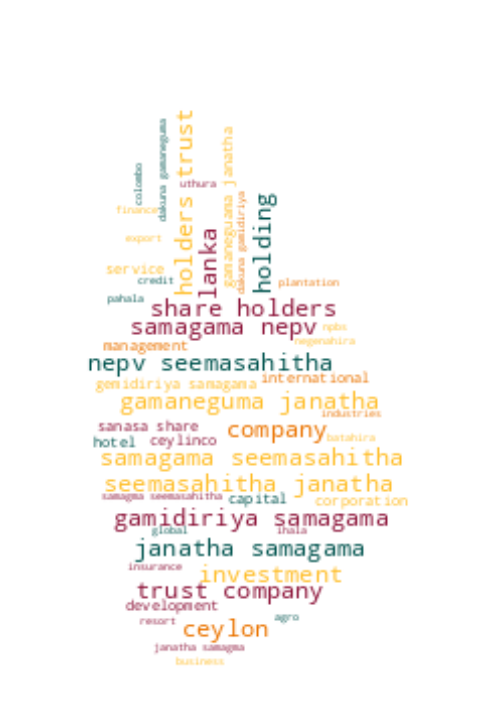 colombo
dakuna gamaneguma
holders trust
uthura
lanka
gamaneguama janatha
dakuna gamidiriya
holding
finance
export
service
credit
plantation
pahala
share holders
samagama nepv
npbs
negenahira
management
nepv seemasahitha
international
gemidiriya samagama
gamaneguma janatha
industries
sanasa share
company
hotel
ceylinco
batahira
samagama seemasahitha
seemasahitha janatha
samagma seemasahitha
capital
corporation
gamidiriya samagama
global
ihala
janatha samagama
insurance
investment
trust company
development
resort
ceylon
agro
janatha samagma
business